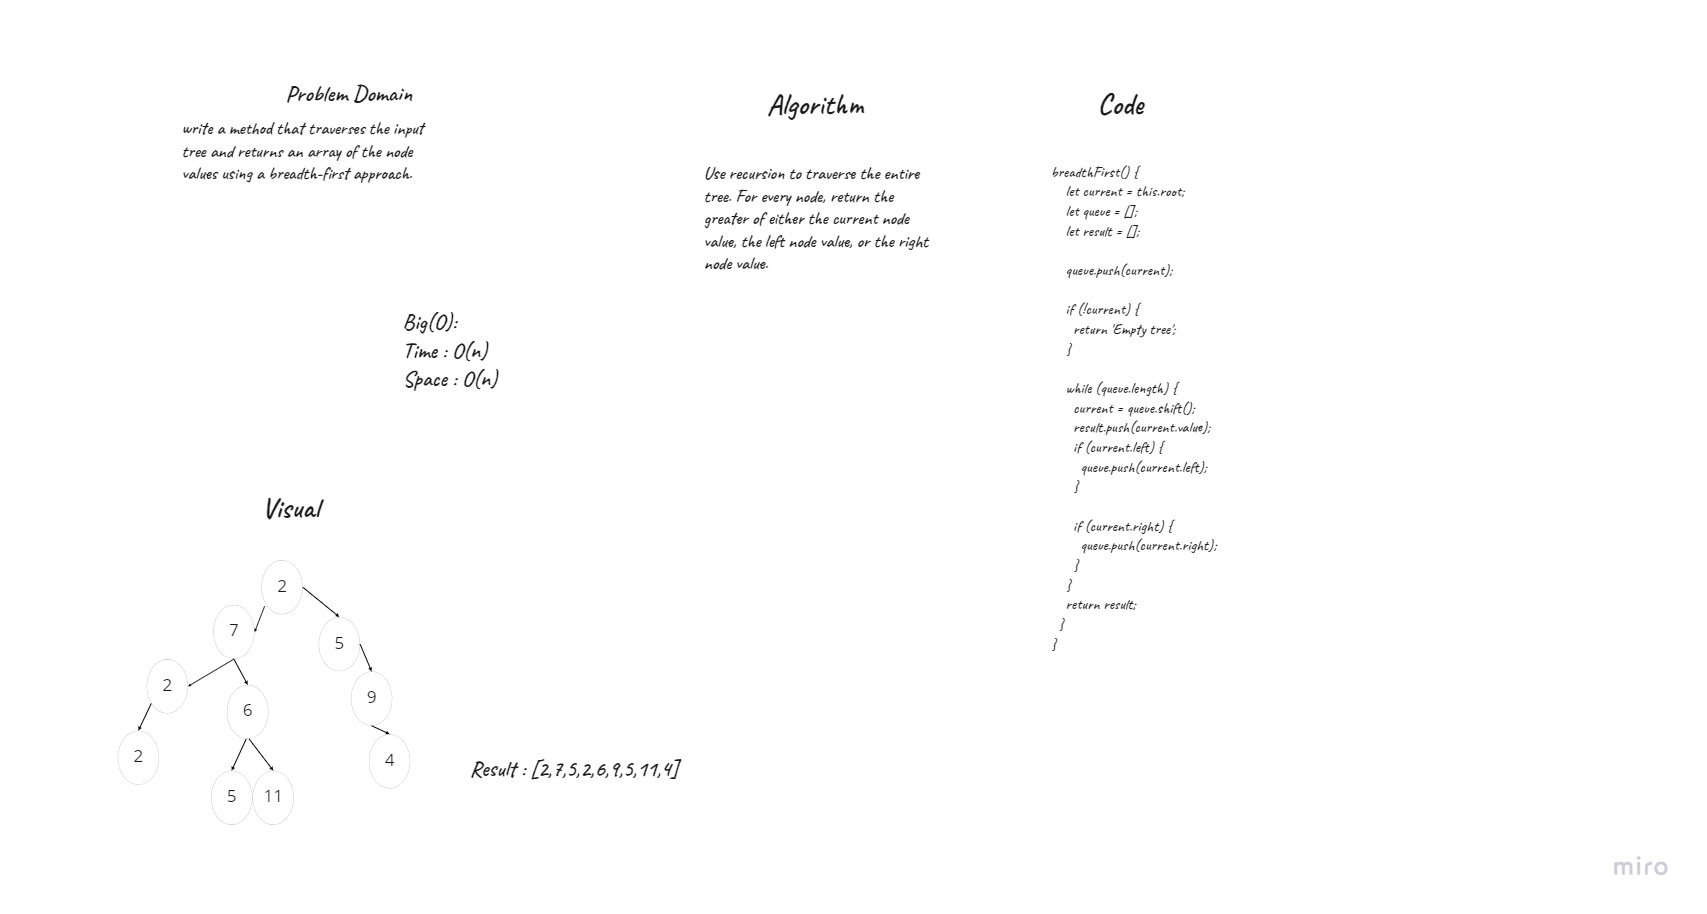 Problem Domain
write a method that traverses the input
tree and returns an array of the node
values using a breadth-first approach.
Big(O):
Time : O(n)
Space : O(n)
Visual
2
7
5
2
6
9
2
4
5
11
Result : [2,7,5,2,6,9,5,11,4]
Algorithm
Use recursion to traverse the entire
tree. For every node, return the
greater of either the current node
value, the left node value, or the right
node value.
Code
breadthFirst() {
let current = this.root;
let queue = [];
let result = [];
queue.push(current);
if (!current) {
return 'Empty tree';
}
while (queue.length) {
current = queue.shift();
result.push(current.value);
if (current.left) {
queue.push(current.left);
}
if (current.right) {
queue.push(current.right);
}
}
return result;
}
}
miro